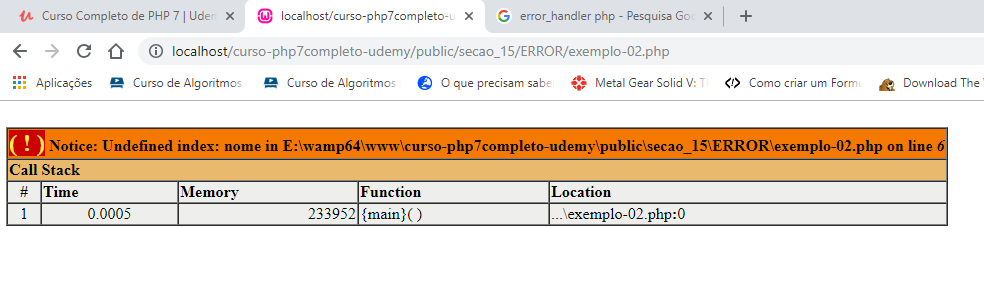 Curso Completo de PHP 7 | Uden
localhost/curso-php7completo-u
error_handler php - Pesquisa Goo
localhost/curso-php7completo-udemy/public/secao_15/ERROR/exemplo-02.php
Aplicações
Curso de Algoritmos
Curso de Algoritmos
O que precisam sabe
Metal Gear Solid V: T
Como criar um Form
Download The
( ! ) Notice: Undefined index: nome in E:\wamp64\www\curso-php7completo-udemy\public\secao_15\ERROR\exemplo-02.php on line 6
Call Stack
# Time Memory Function Location
1 0.0005 233952 {main}( ) ...\exemplo-02.php:0